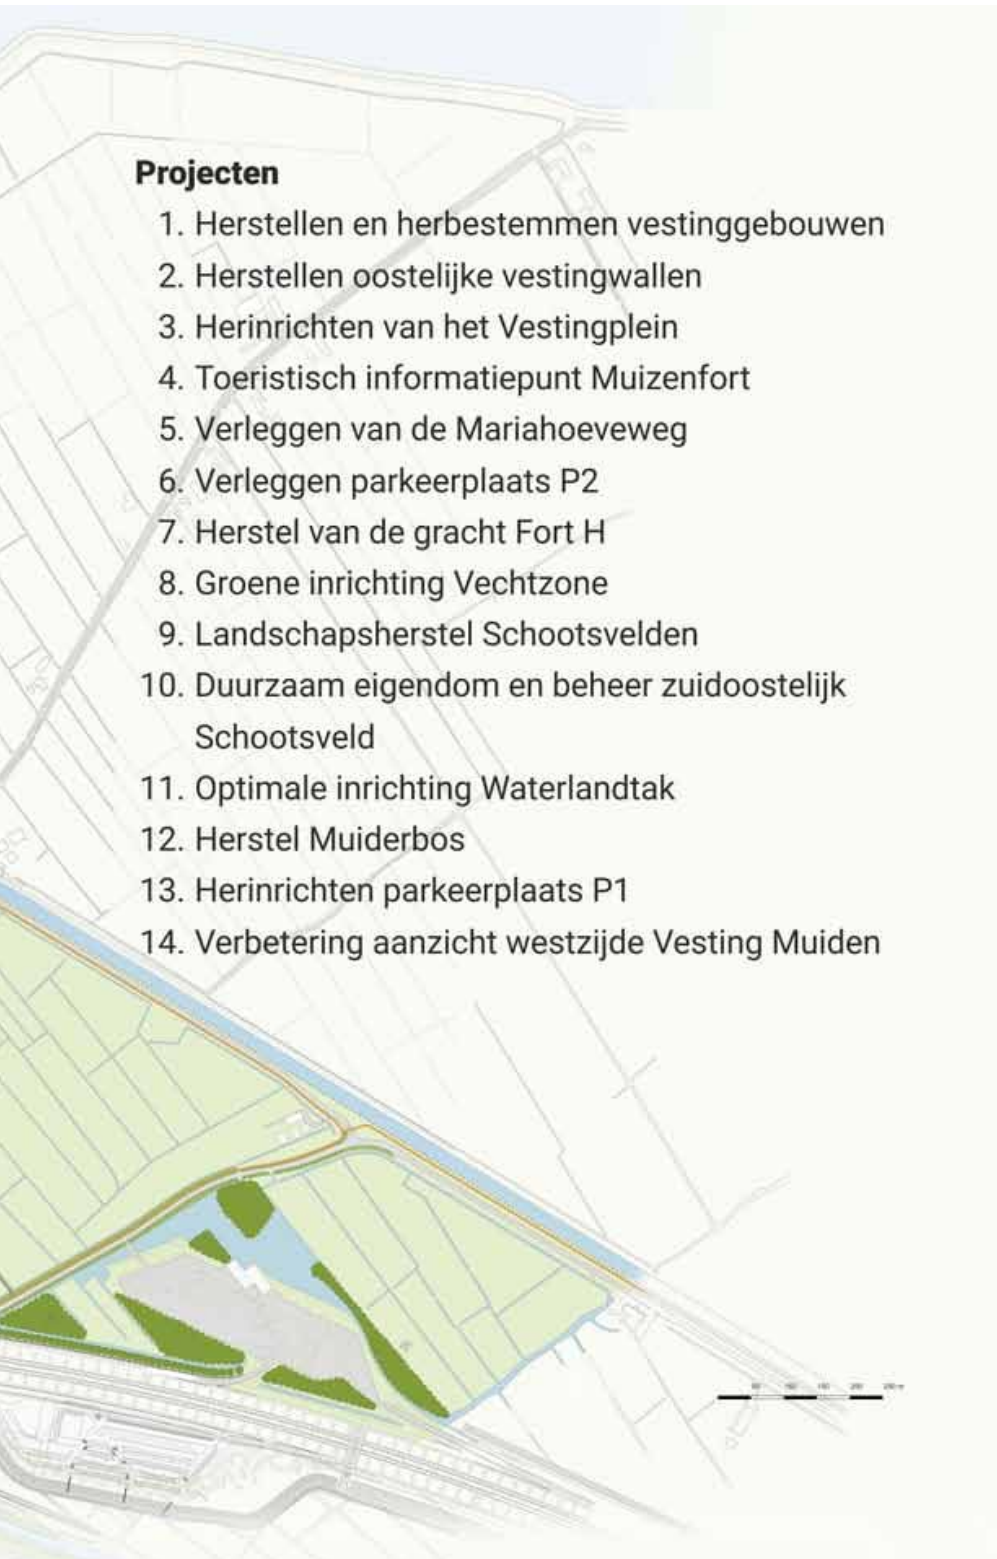 Projecten
1. Herstellen en herbestemmen vestinggebouwen
2. Herstellen oostelijke vestingwallen
3. Herinrichten van het Vestingplein
4. Toeristisch informatiepunt Muizenfort
5. Verleggen van de Mariahoeveweg
6. Verleggen parkeerplaats P2
7. Herstel van de gracht Fort H
8. Groene inrichting Vechtzone
9. Landschapsherstel Schootsvelden
10. Duurzaam eigendom en beheer zuidoostelijk
Schootsveld
11. Optimale inrichting Waterlandtak
12. Herstel Muiderbos
13. Herinrichten parkeerplaats P1
14. Verbetering aanzicht westzijde Vesting Muiden